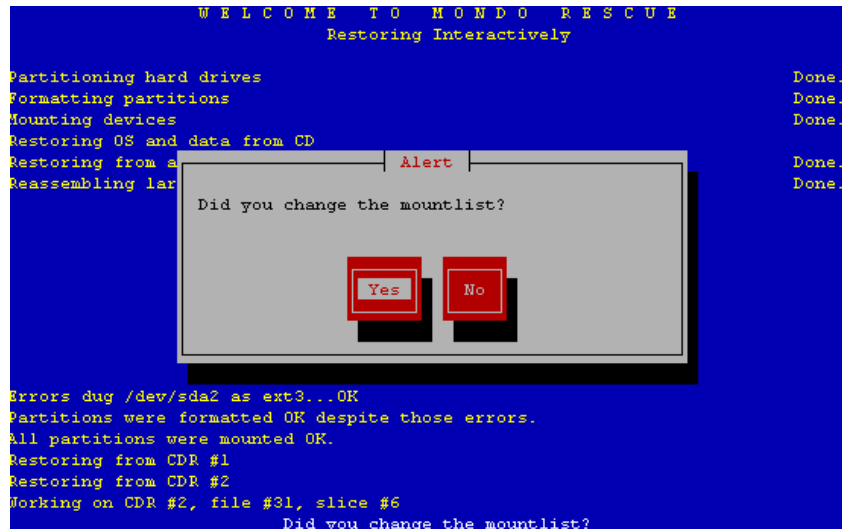 W E L C O M E   T O   M O N D O   R E S C U E
Restoring Interactively
Partitioning hard drives Done.
Formatting partitions Done.
Mounting devices Done.
Restoring OS and data from CD
Restoring from a Done.
Reassembling lar Done.
Alert
Did you change the mountlist?
Yes No
Errors dug /dev/sda2 as ext3...OK
Partitions were formatted OK despite those errors.
All partitions were mounted OK.
Restoring from CDR #1
Restoring from CDR #2
Working on CDR #2, file #31, slice #6
Did you change the mountlist?